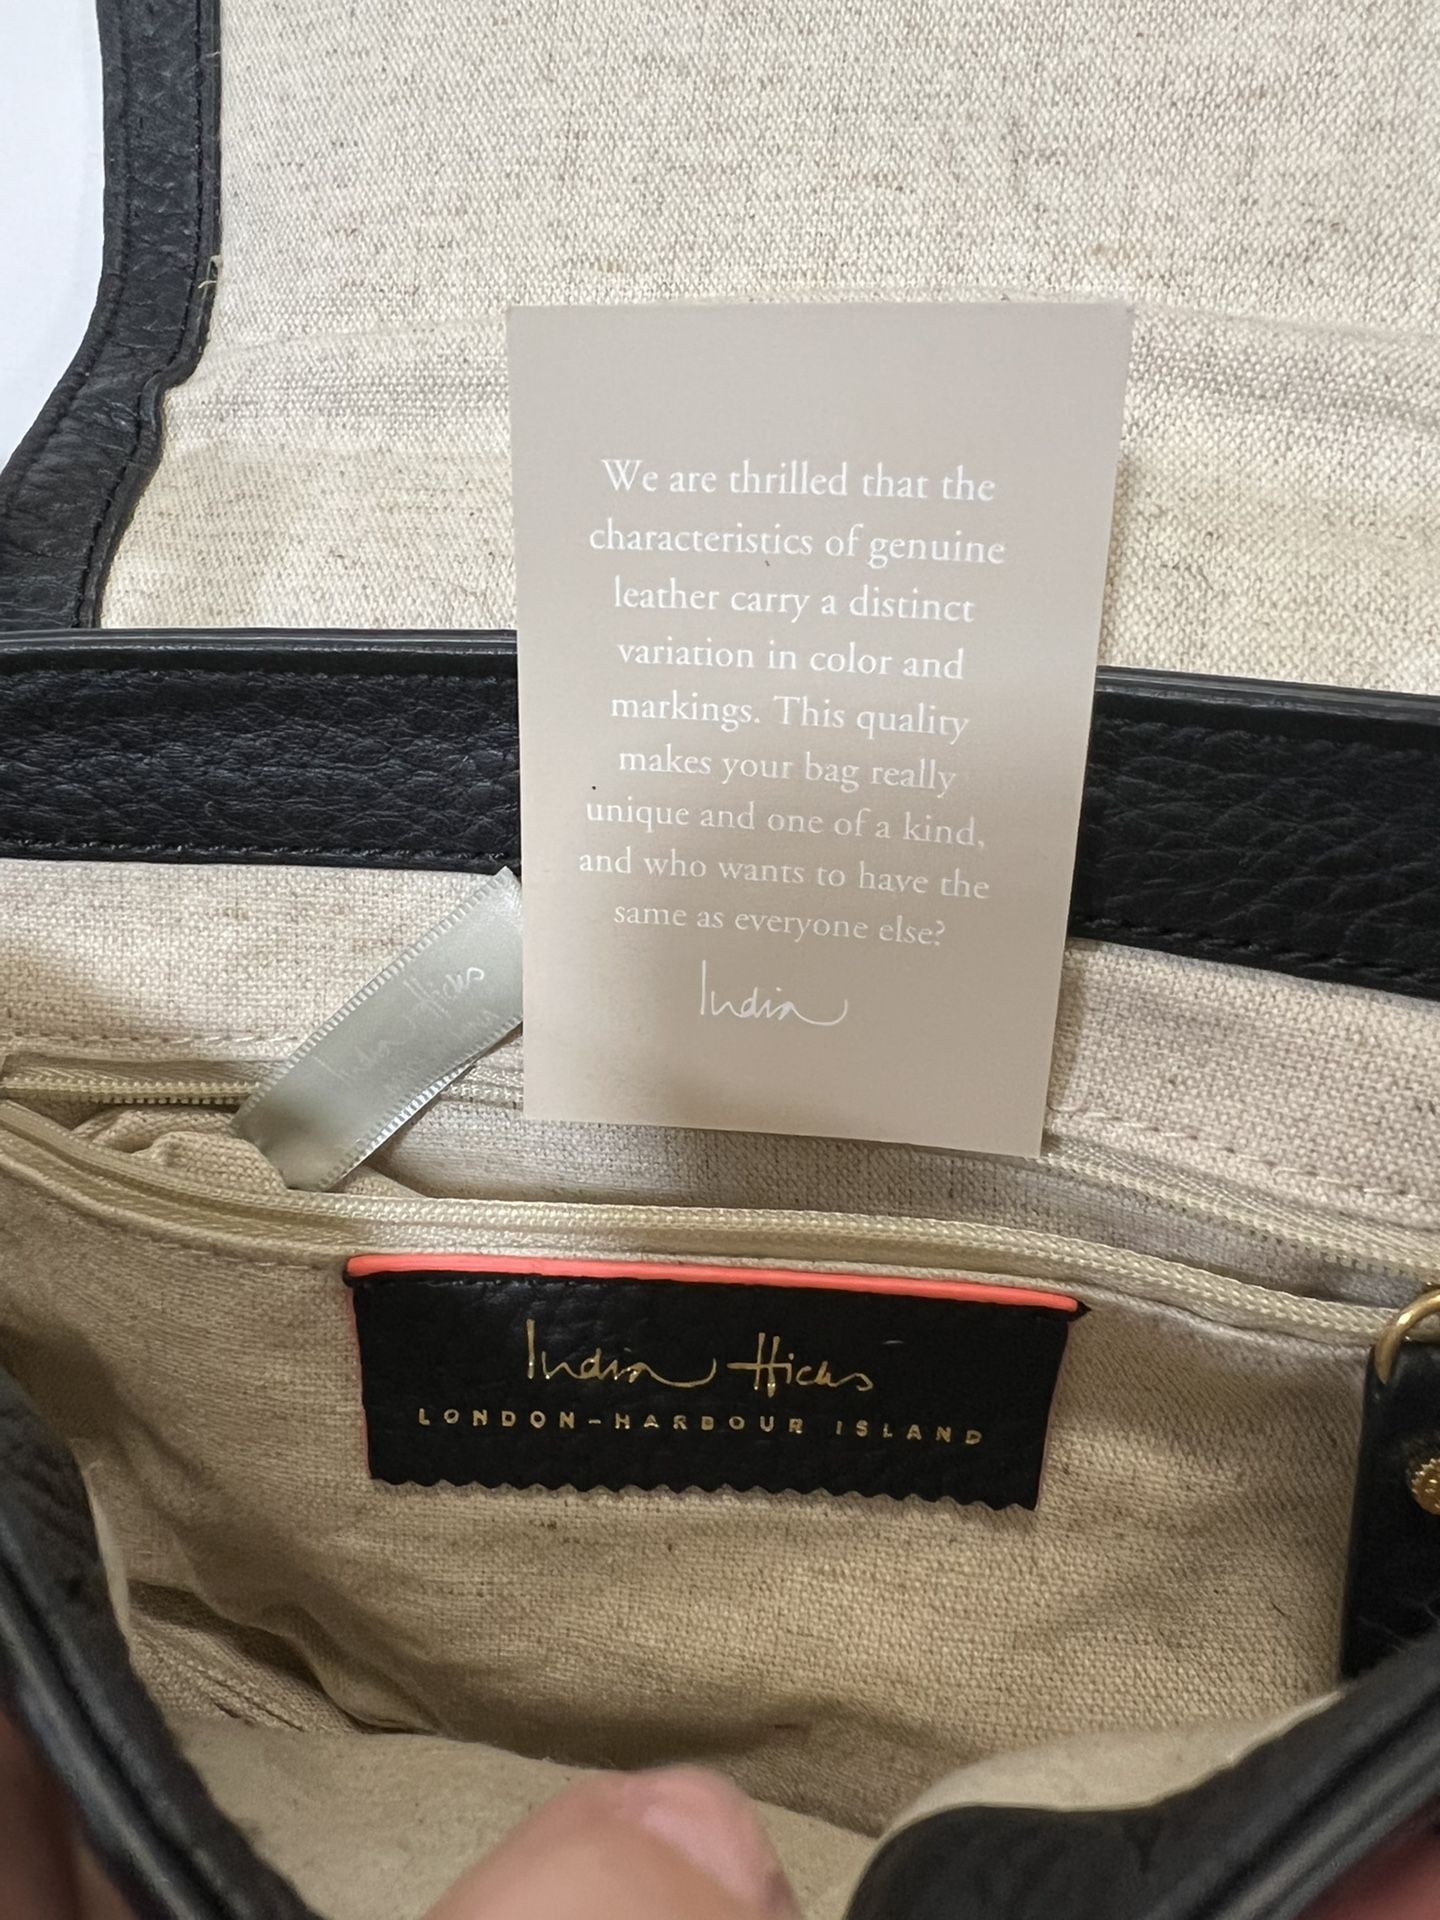 We are thrilled that the
characteristics of genuine
leather carry a distinct
variation in color and
markings. This quality
makes your bag really
unique and one of a kind,
and who wants to have the
same as everyone else?
India
India Hicks
India Hicks
LONDON-HARBOUR ISLAND